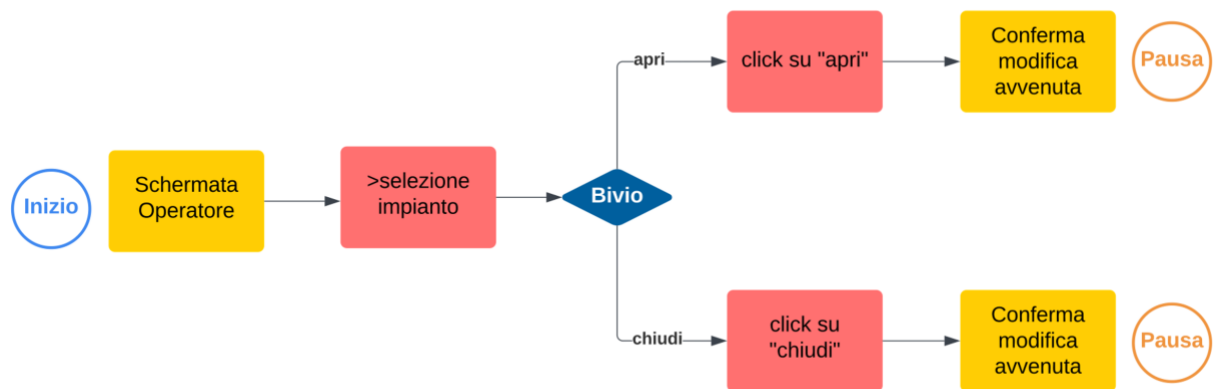 Inizio
Schermata
Operatore
>selezione
impianto
Bivio
apri
click su "apri"
Conferma
modifica
avvenuta
Pausa
chiudi
click su
"chiudi"
Conferma
modifica
avvenuta
Pausa